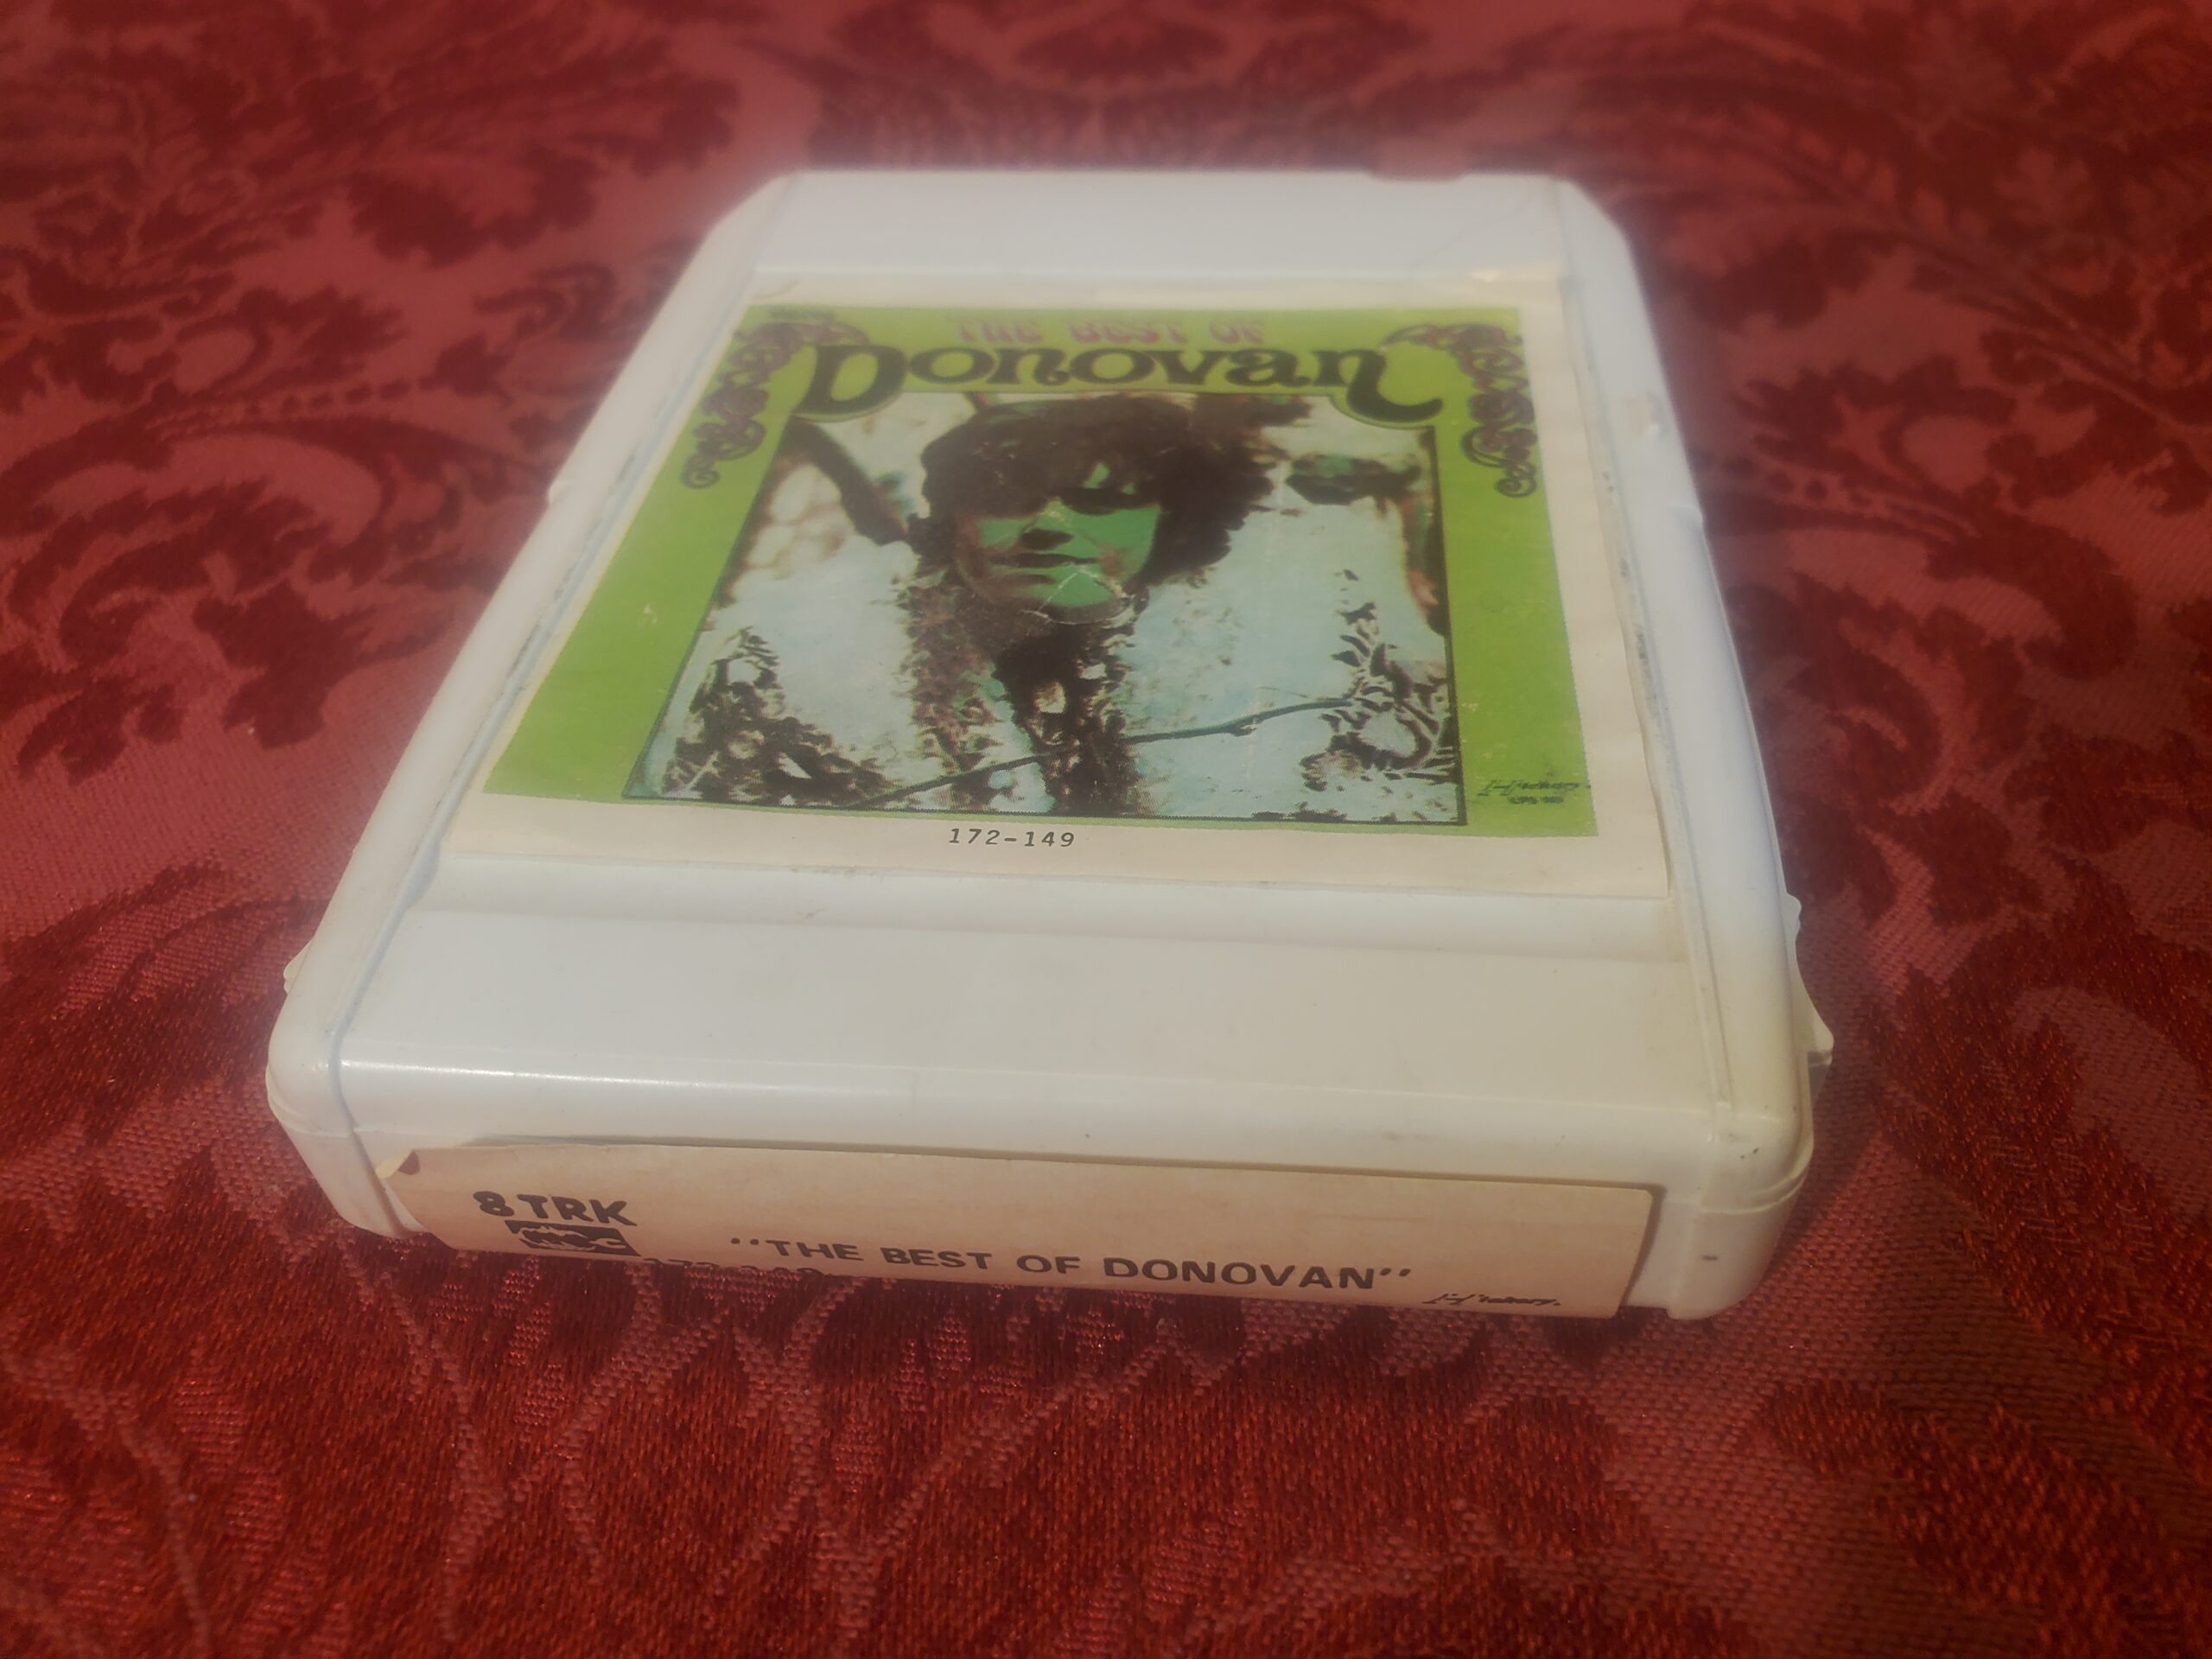 THE BEST OF
Donovan
172-149
8 TRK
"THE BEST OF DONOVAN"